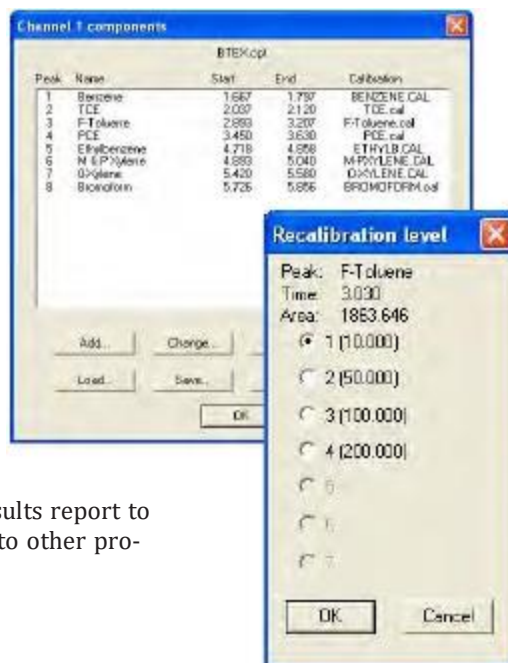 Channel 1 components
BTEX.cpt
Peak Name Start End Calibration
1 Benzene 1.667 1.797 BENZENE.CAL
2 TCE 2.037 2.120 TCE.cal
3 F-Toluene 2.893 3.207 F-Toluene.cal
4 PCE 3.450 3.630 PCE.cal
5 Ethylbenzene 4.718 4.858 ETHYLB.CAL
6 M & P Xylene 4.893 5.040 M-PXYLENE.CAL
7 O-Xylene 5.420 5.580 O-XYLENE.CAL
8 Bromoform 5.726 5.856 BROMOFORM.cal
Add... Change...
Load... Save...
OK
Recalibration level
Peak: F-Toluene
Time: 3.030
Area: 1863.646
1 (10.000)
2 (50.000)
3 (100.000)
4 (200.000)
5
6
7
OK Cancel
sults report to
to other pro-